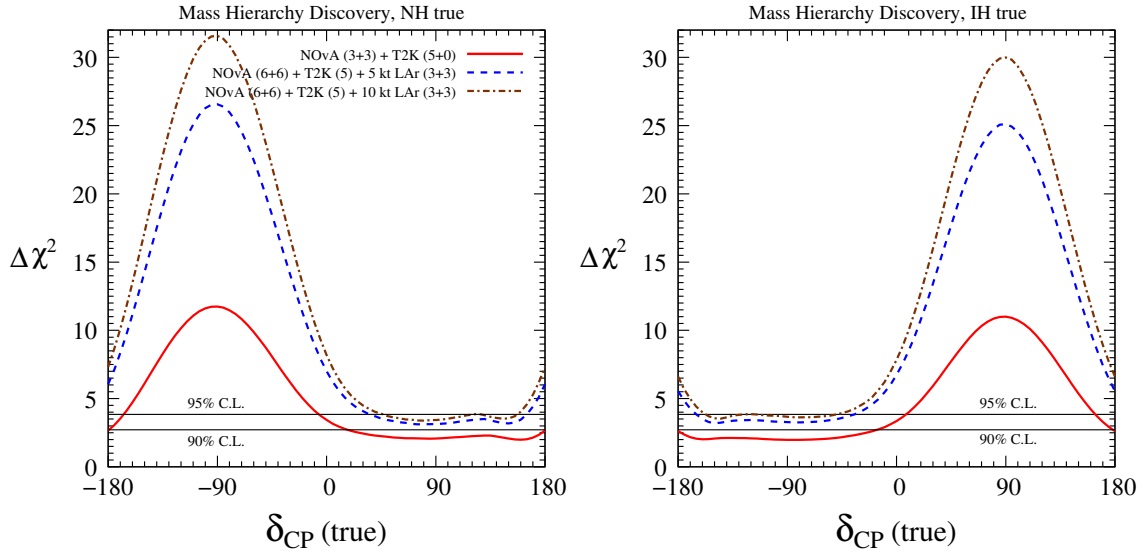 Mass Hierarchy Discovery, NH true
NOvA (3+3) + T2K (5+0)
NOvA (6+6) + T2K (5) + 5 kt LAr (3+3)
NOvA (6+6) + T2K (5) + 10 kt LAr (3+3)
30
25
20
15
10
5
0
Δχ²
95% C.L.
90% C.L.
−180 −90 0 90 180
δCP (true)
Mass Hierarchy Discovery, IH true
30
25
20
15
10
5
0
Δχ²
95% C.L.
90% C.L.
−180 −90 0 90 180
δCP (true)